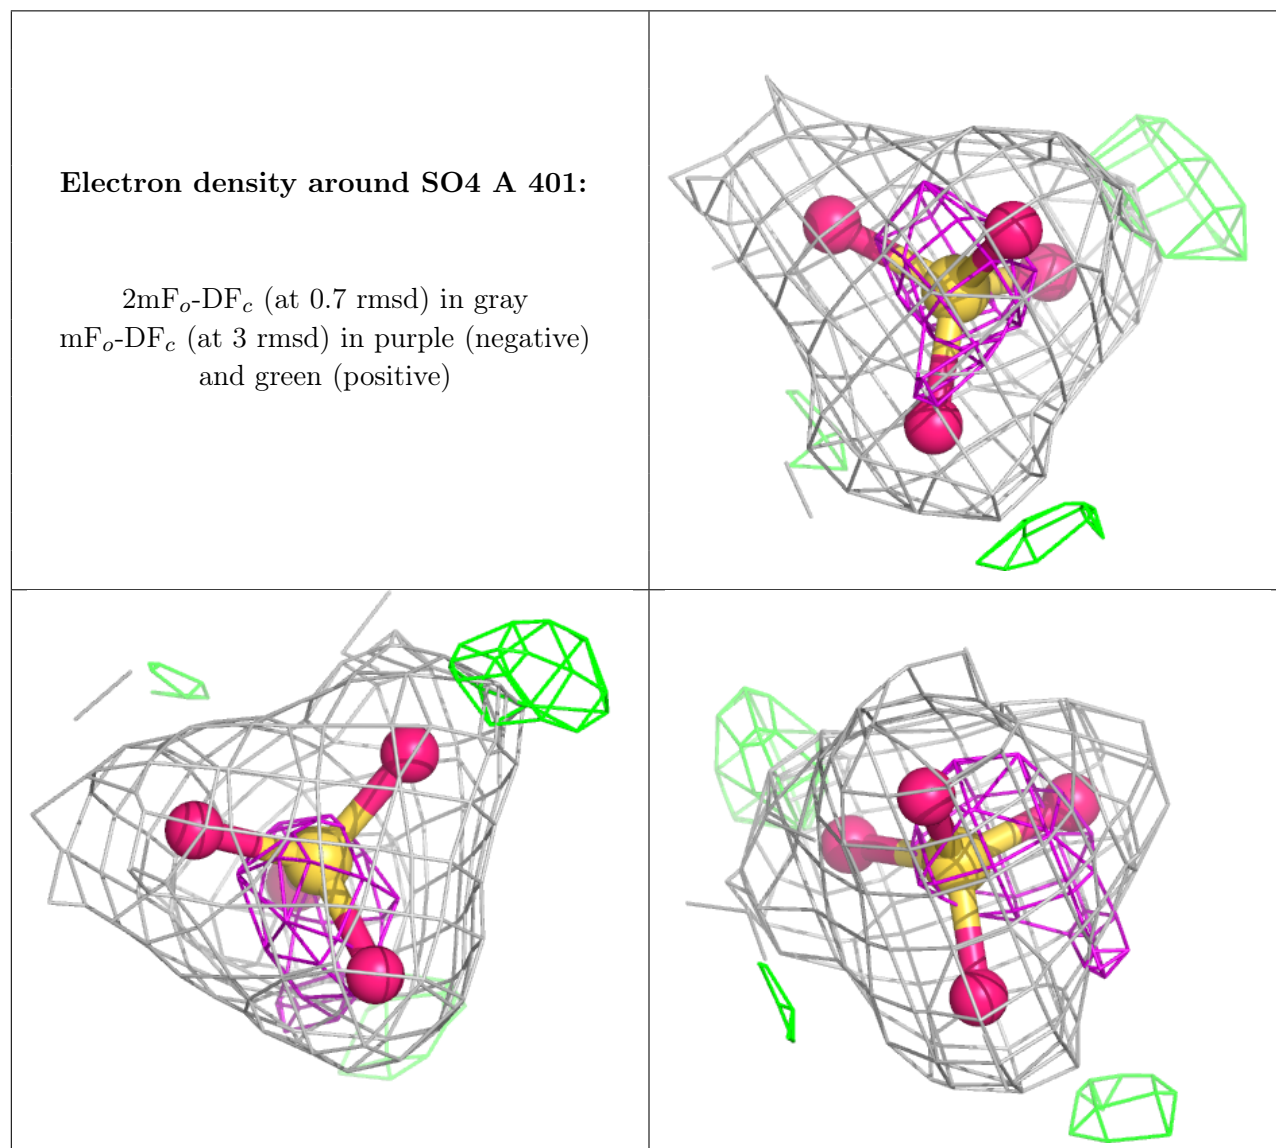 Electron density around SO4 A 401:
2mFo-DFc (at 0.7 rmsd) in gray
mFo-DFc (at 3 rmsd) in purple (negative)
and green (positive)